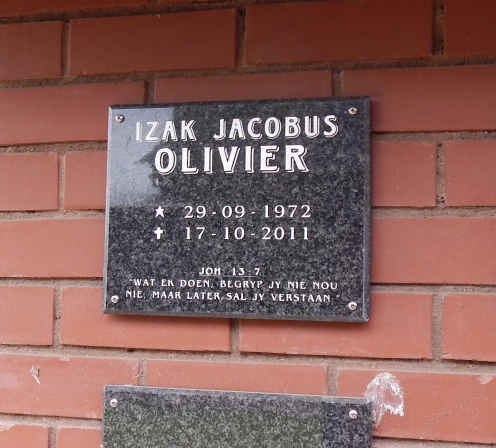 IZAK JACOBUS
OLIVIER
★ 29-09-1972
✝ 17-10-2011
JOH 13:7
"WAT EK DOEN, BEGRYP JY NIE NOU
NIE, MAAR LATER SAL JY VERSTAAN."